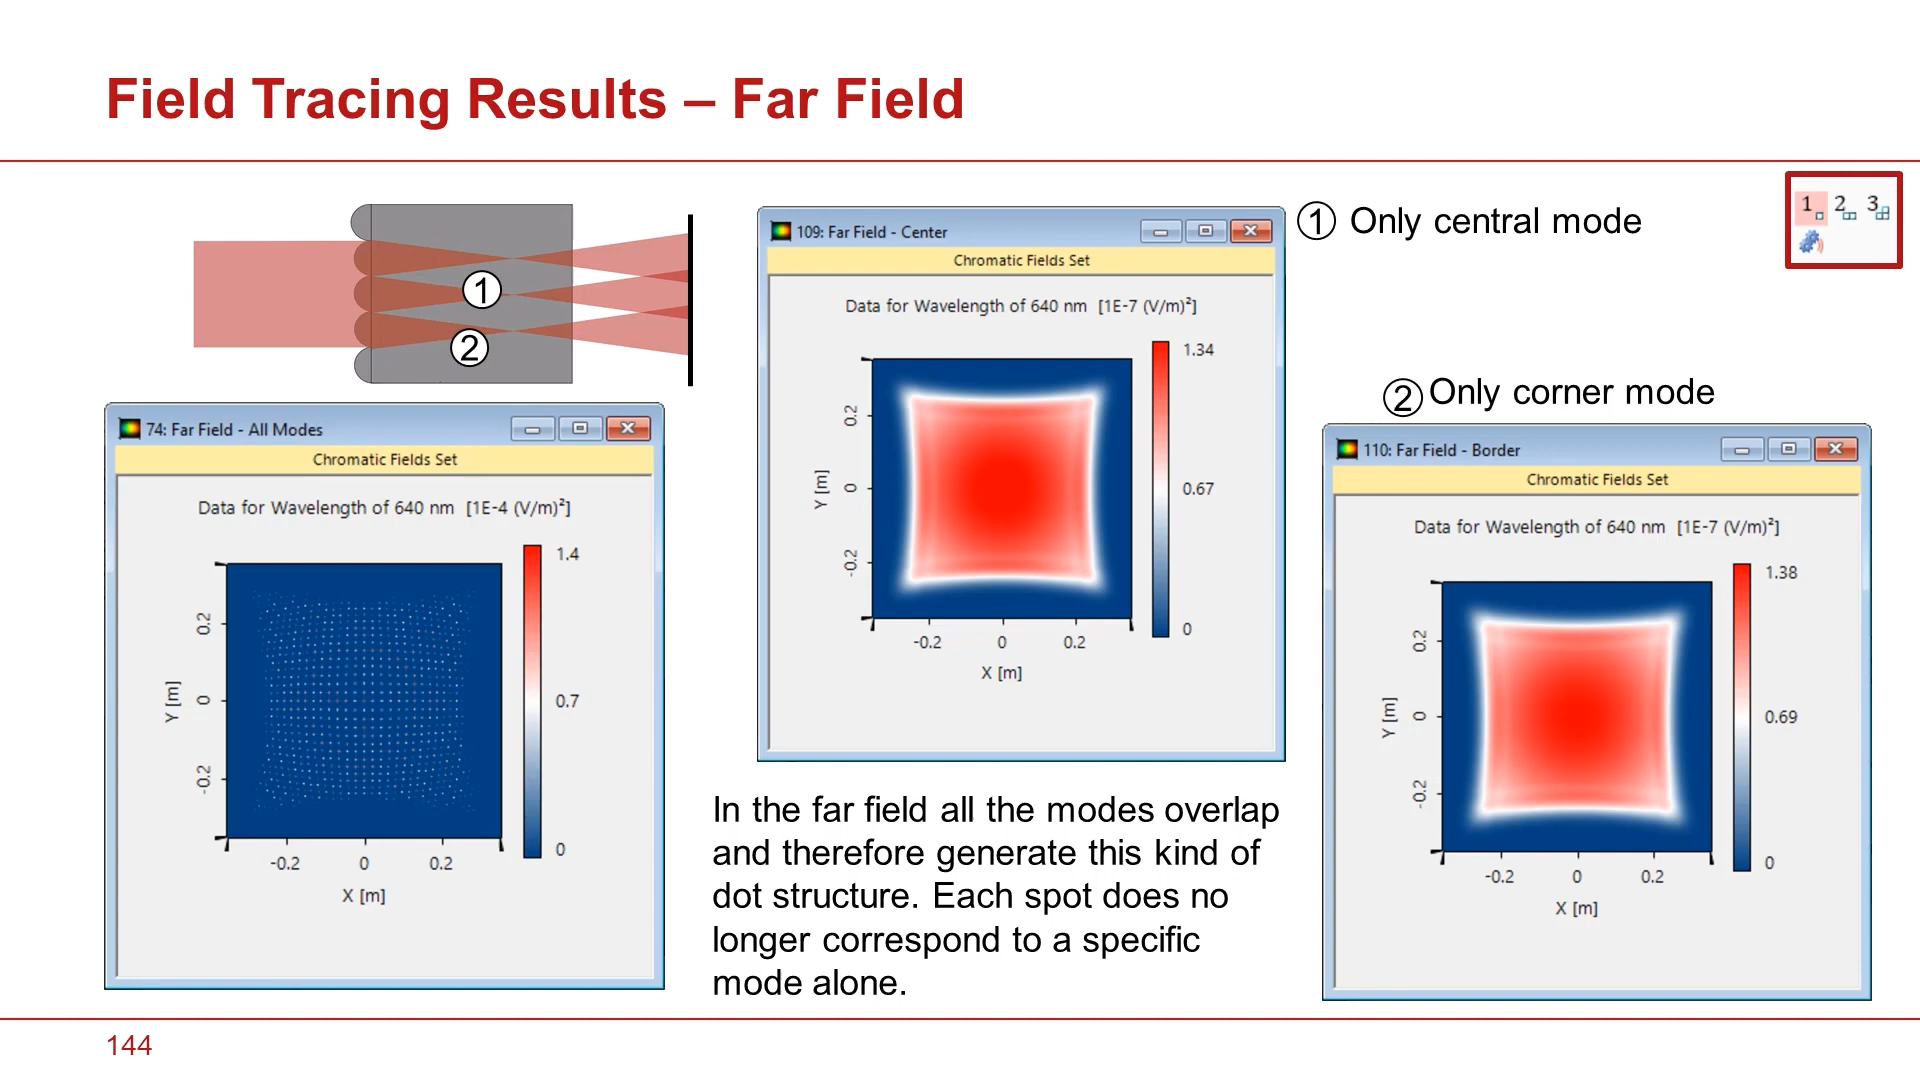 Field Tracing Results – Far Field
1 2 3
1
2
74: Far Field - All Modes
Chromatic Fields Set
Data for Wavelength of 640 nm [1E-4 (V/m)²]
1.4
0.7
0
0.2
0
-0.2
Y [m]
-0.2 0 0.2
X [m]
109: Far Field - Center
Chromatic Fields Set
Data for Wavelength of 640 nm [1E-7 (V/m)²]
1.34
0.67
0
0.2
0
-0.2
Y [m]
-0.2 0 0.2
X [m]
1 Only central mode
2 Only corner mode
110: Far Field - Border
Chromatic Fields Set
Data for Wavelength of 640 nm [1E-7 (V/m)²]
1.38
0.69
0
0.2
0
-0.2
Y [m]
-0.2 0 0.2
X [m]
In the far field all the modes overlap
and therefore generate this kind of
dot structure. Each spot does no
longer correspond to a specific
mode alone.
144